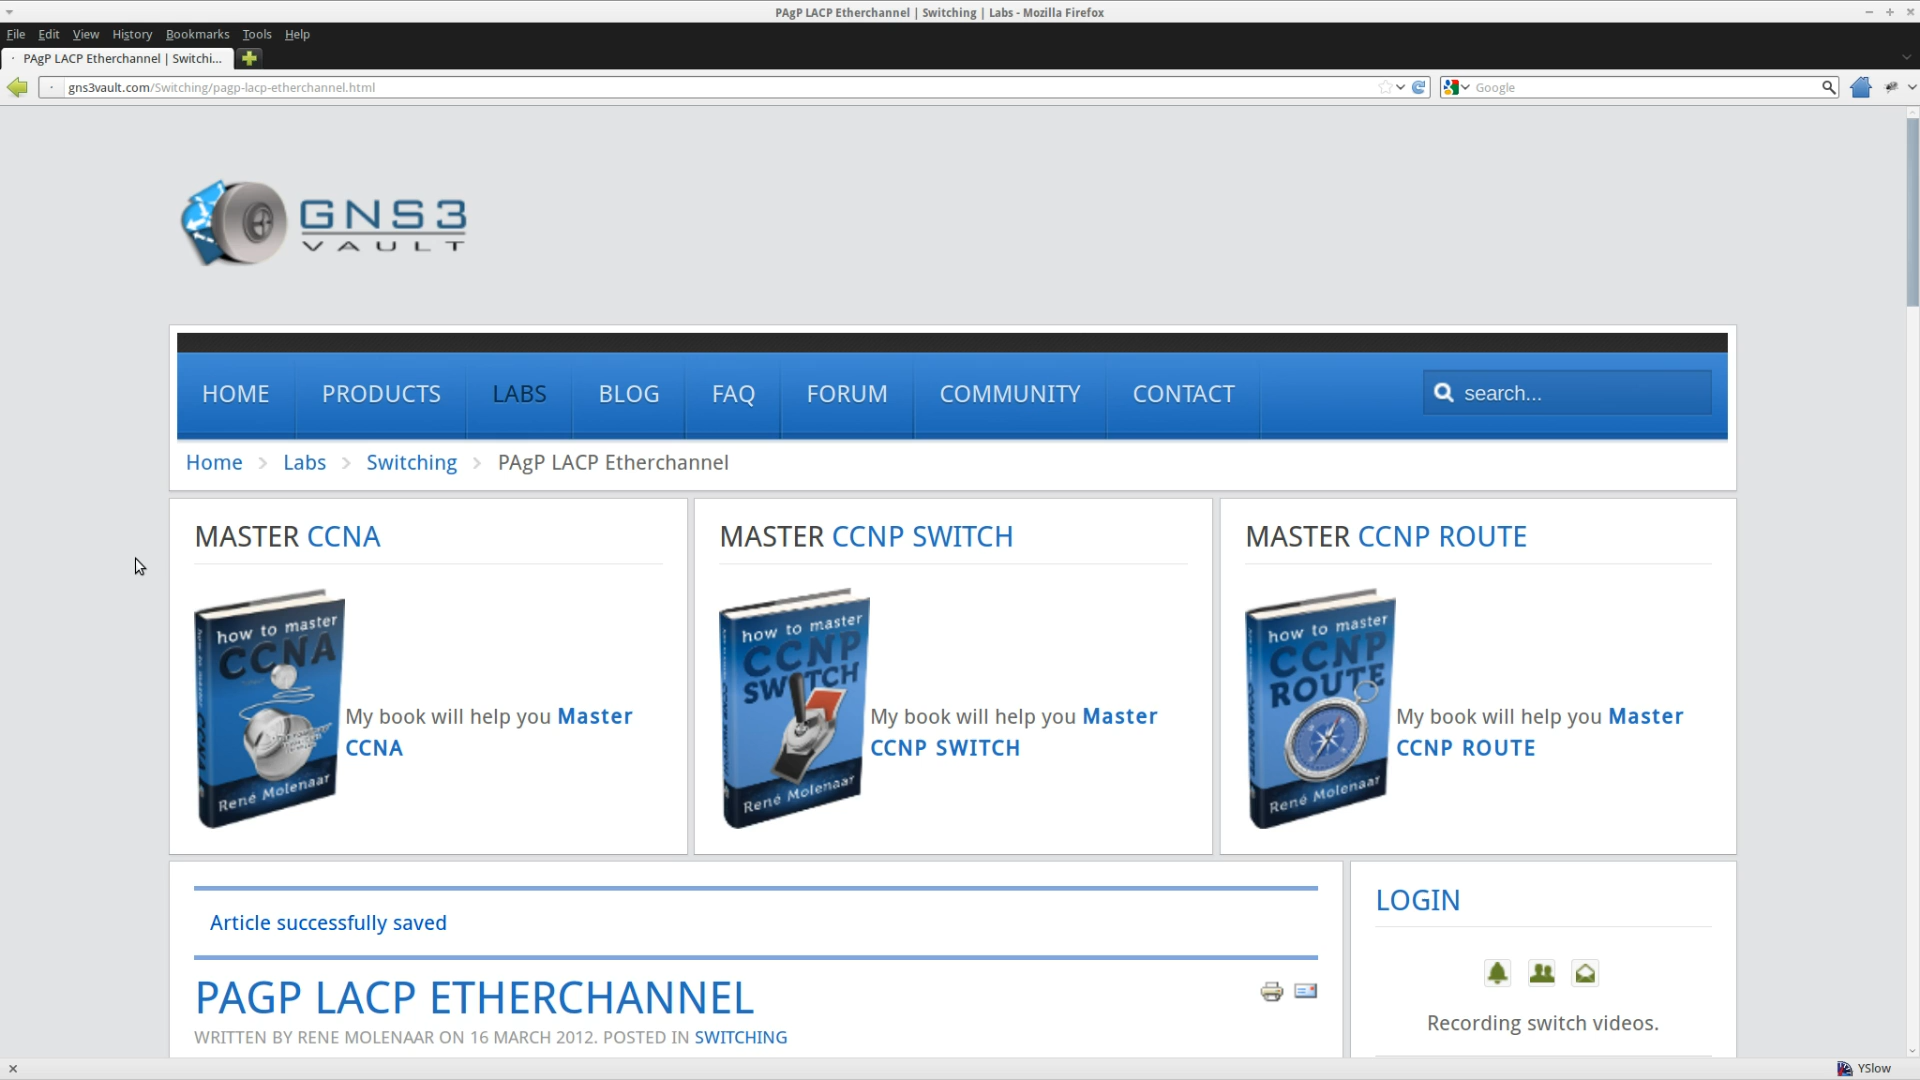 PAgP LACP Etherchannel | Switching | Labs - Mozilla Firefox
File Edit View History Bookmarks Tools Help
PAgP LACP Etherchannel | Switchi...
gns3vault.com/Switching/pagp-lacp-etherchannel.html
Google
GNS3
VAULT
HOME PRODUCTS LABS BLOG FAQ FORUM COMMUNITY CONTACT search...
Home Labs Switching PAgP LACP Etherchannel
MASTER CCNA
how to master
CCNA
René Molenaar
My book will help you Master
CCNA
MASTER CCNP SWITCH
how to master
CCNP
SWITCH
René Molenaar
My book will help you Master
CCNP SWITCH
MASTER CCNP ROUTE
how to master
CCNP
ROUTE
René Molenaar
My book will help you Master
CCNP ROUTE
Article successfully saved
PAGP LACP ETHERCHANNEL
WRITTEN BY RENE MOLENAAR ON 16 MARCH 2012. POSTED IN SWITCHING
LOGIN
Recording switch videos.
YSlow